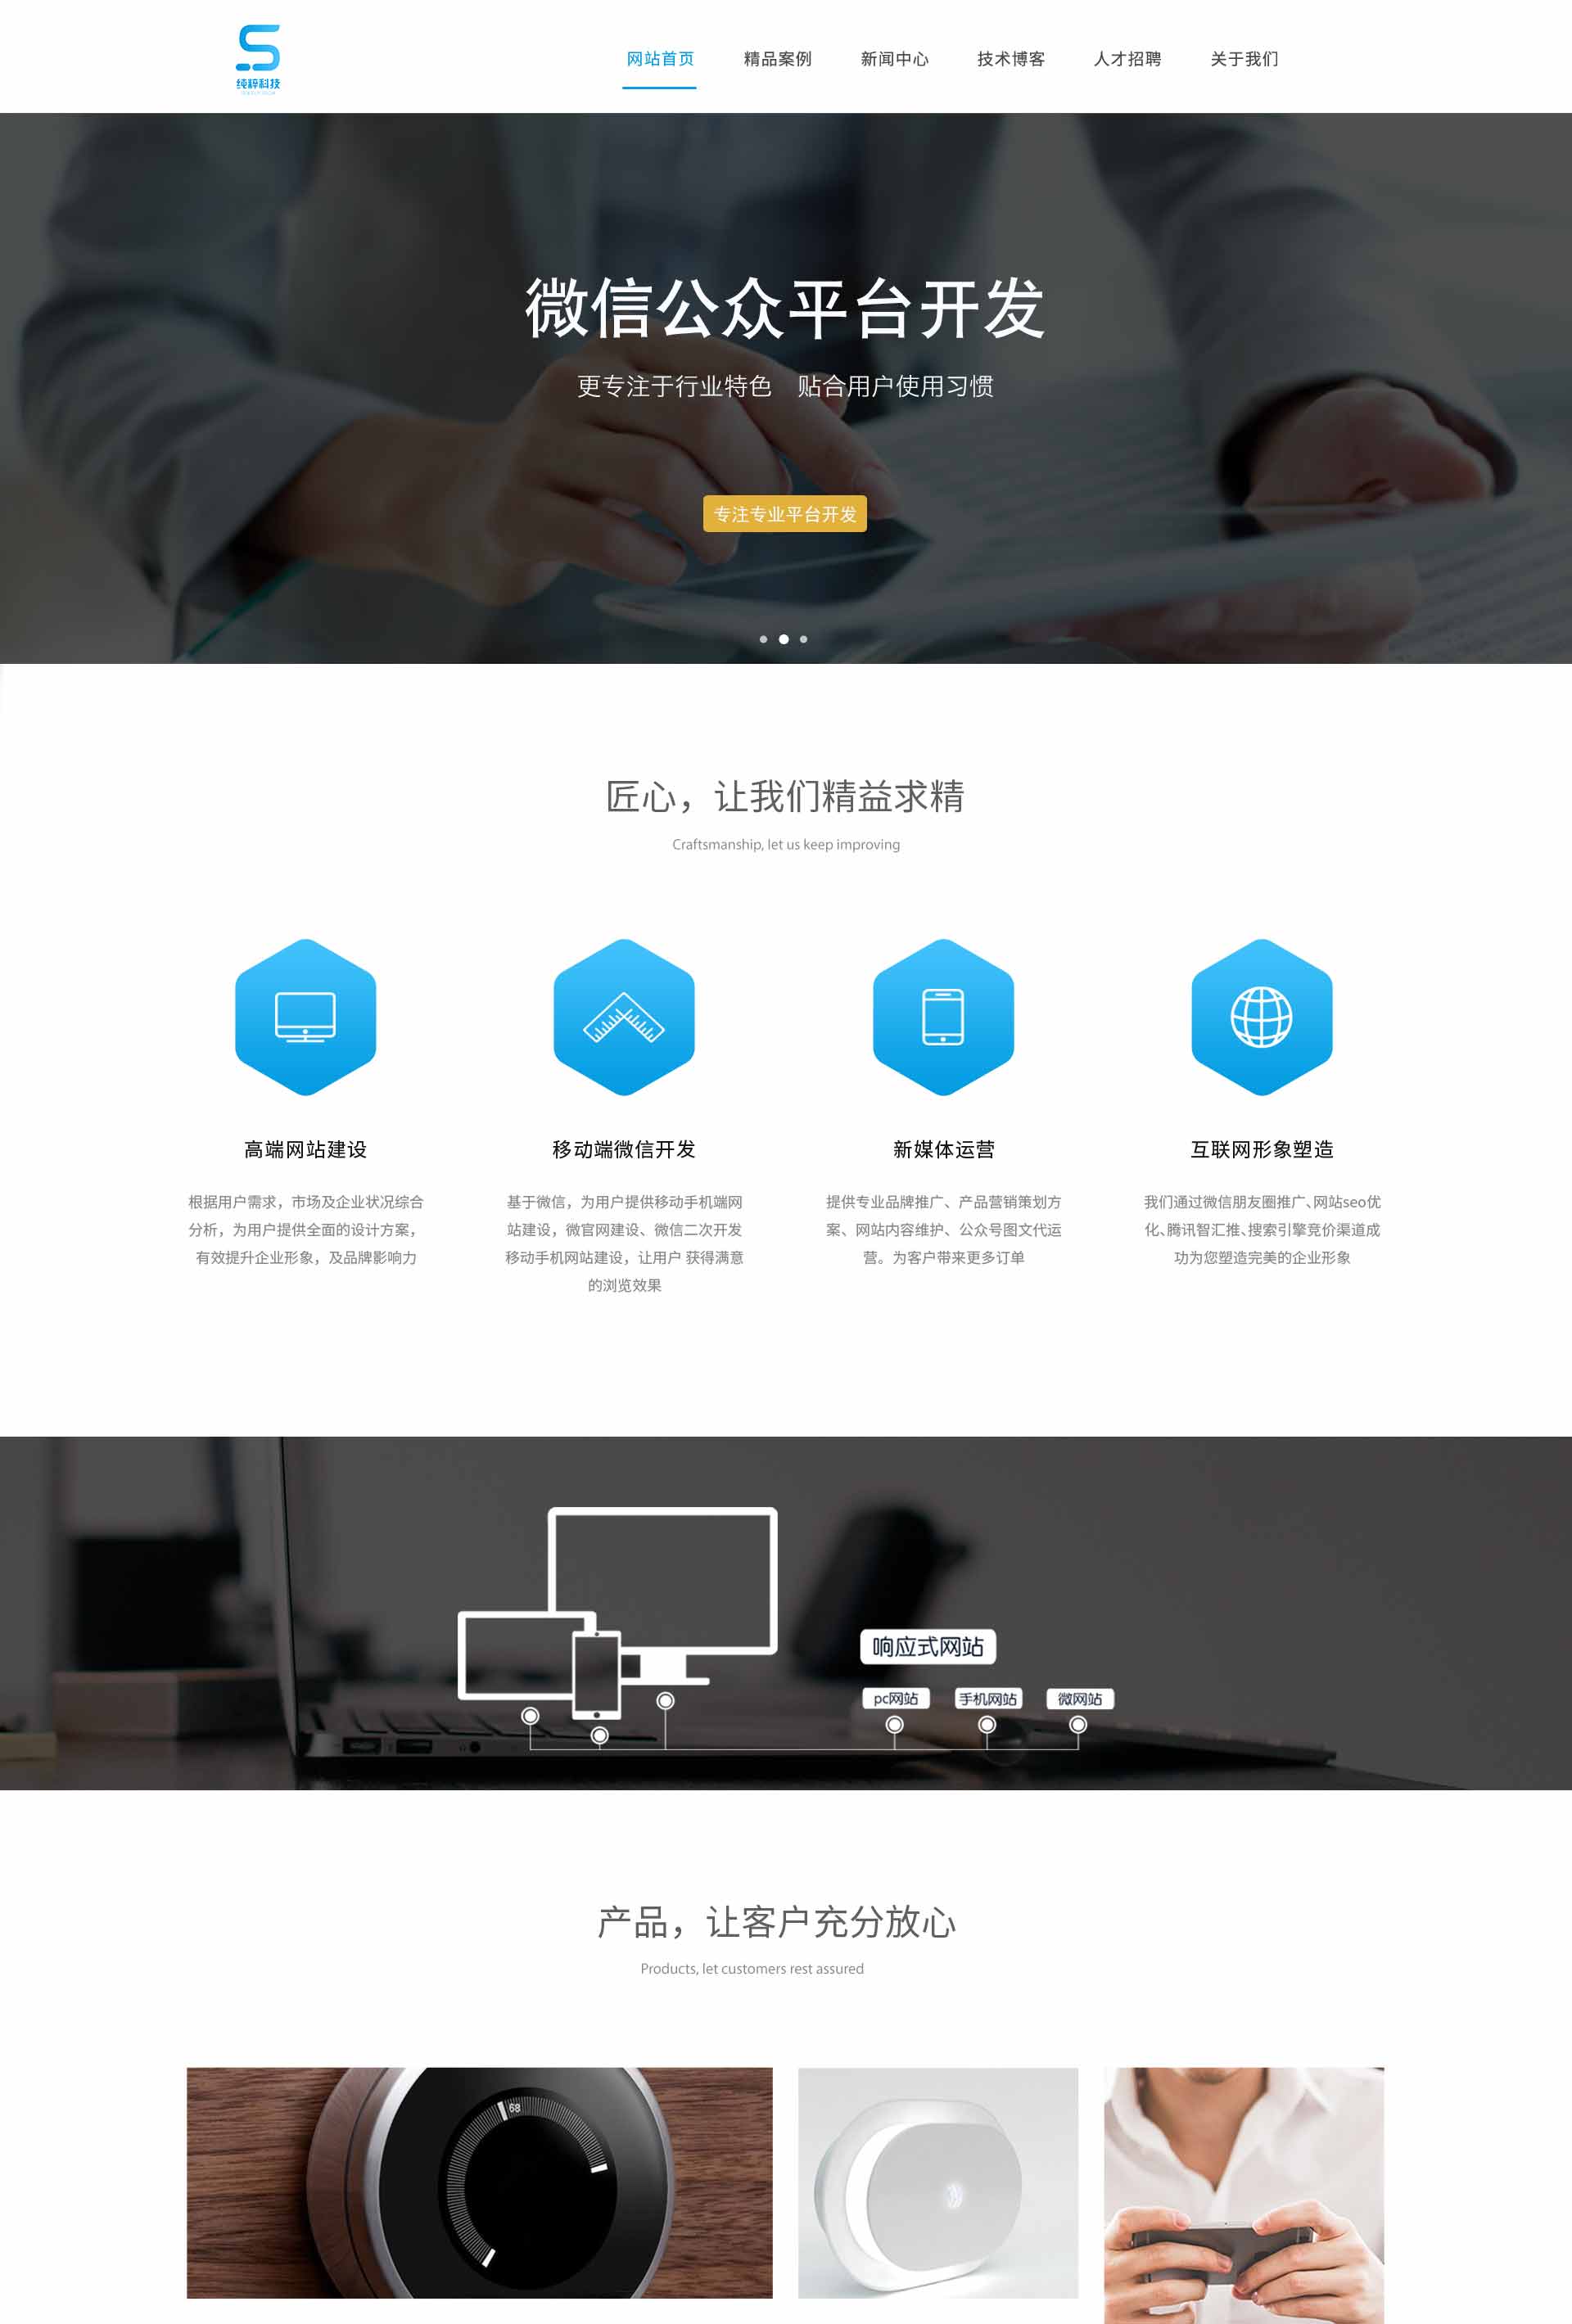 纯粹科技
网站首页 精品案例 新闻中心 技术博客 人才招聘 关于我们
微信公众平台开发
更专注于行业特色 贴合用户使用习惯
专注专业平台开发
匠心，让我们精益求精
Craftsmanship, let us keep improving
高端网站建设
根据用户需求，市场及企业状况综合
分析，为用户提供全面的设计方案，
有效提升企业形象，及品牌影响力
移动端微信开发
基于微信，为用户提供移动手机端网
站建设，微官网建设、微信二次开发
移动手机网站建设，让用户 获得满意
的浏览效果
新媒体运营
提供专业品牌推广、产品营销策划方
案、网站内容维护、公众号图文代运
营。为客户带来更多订单
互联网形象塑造
我们通过微信朋友圈推广、网站seo优
化、腾讯智汇推、搜索引擎竞价渠道成
功为您塑造完美的企业形象
响应式网站
pc网站 手机网站 微网站
产品，让客户充分放心
Products, let customers rest assured
68